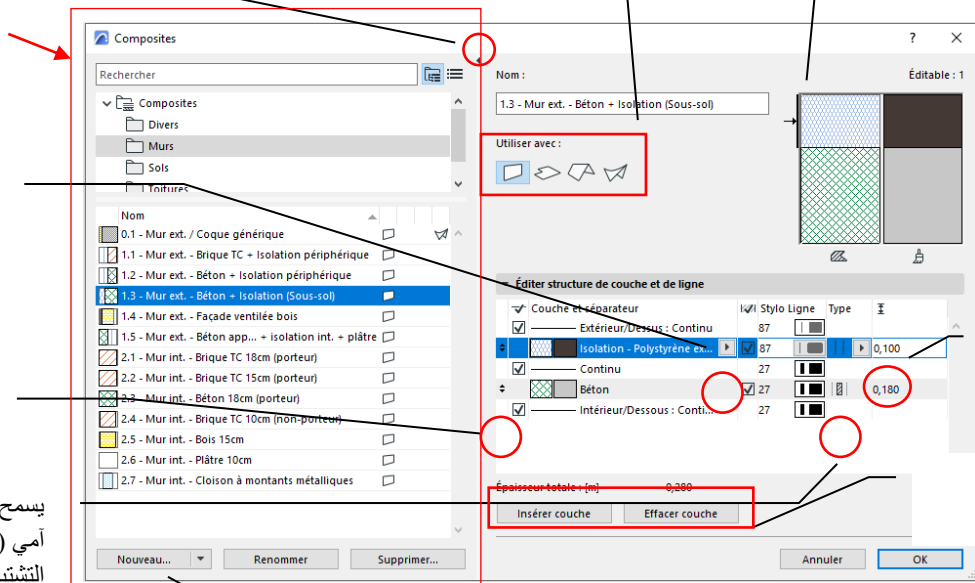 Composites
?
Rechercher
Composites
Divers
Murs
Sols
Toitures
Nom
0.1 - Mur ext. / Coque générique
1.1 - Mur ext. - Brique TC + Isolation périphérique
1.2 - Mur ext. - Béton + Isolation périphérique
1.3 - Mur ext. - Béton + Isolation (Sous-sol)
1.4 - Mur ext. - Façade ventilée bois
1.5 - Mur ext. - Béton app... + isolation int. + plâtre
2.1 - Mur int. - Brique TC 18cm (porteur)
2.2 - Mur int. - Brique TC 15cm (porteur)
2.3 - Mur int. - Béton 18cm (porteur)
2.4 - Mur int. - Brique TC 10cm (non-porteur)
2.5 - Mur int. - Bois 15cm
2.6 - Mur int. - Plâtre 10cm
2.7 - Mur int. - Cloison à montants métalliques
Nouveau...
Renommer
Supprimer...
Nom :
Éditable : 1
1.3 - Mur ext. - Béton + Isolation (Sous-sol)
Utiliser avec :
Éditer structure de couche et de ligne
Couche et séparateur Stylo Ligne Type
Extérieur/Dessus : Continu 87
Isolation - Polystyrène ex... 87 0,100
Continu 27
Béton 27 0,180
Intérieur/Dessous : Conti... 27
Épaisseur totale : [m] 0,280
Insérer couche
Effacer couche
Annuler
OK
يسمح
آمي (